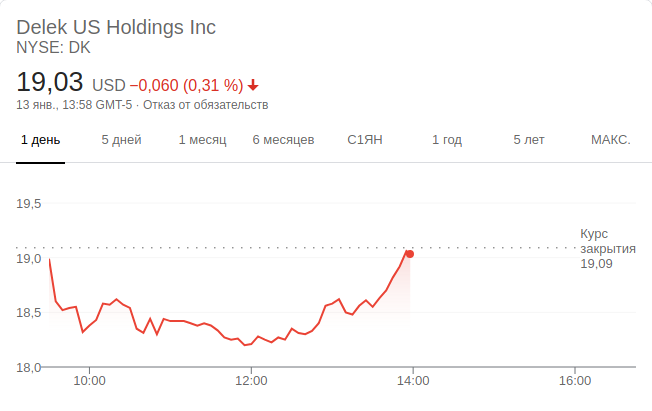 Delek US Holdings Inc
NYSE: DK
19,03 USD −0,060 (0,31 %)
13 янв., 13:58 GMT-5 · Отказ от обязательств
1 день 5 дней 1 месяц 6 месяцев С1ЯН 1 год 5 лет МАКС.
19,5
Курс
закрытия
19,0
19,09
18,5
18,0
10:00 12:00 14:00 16:00